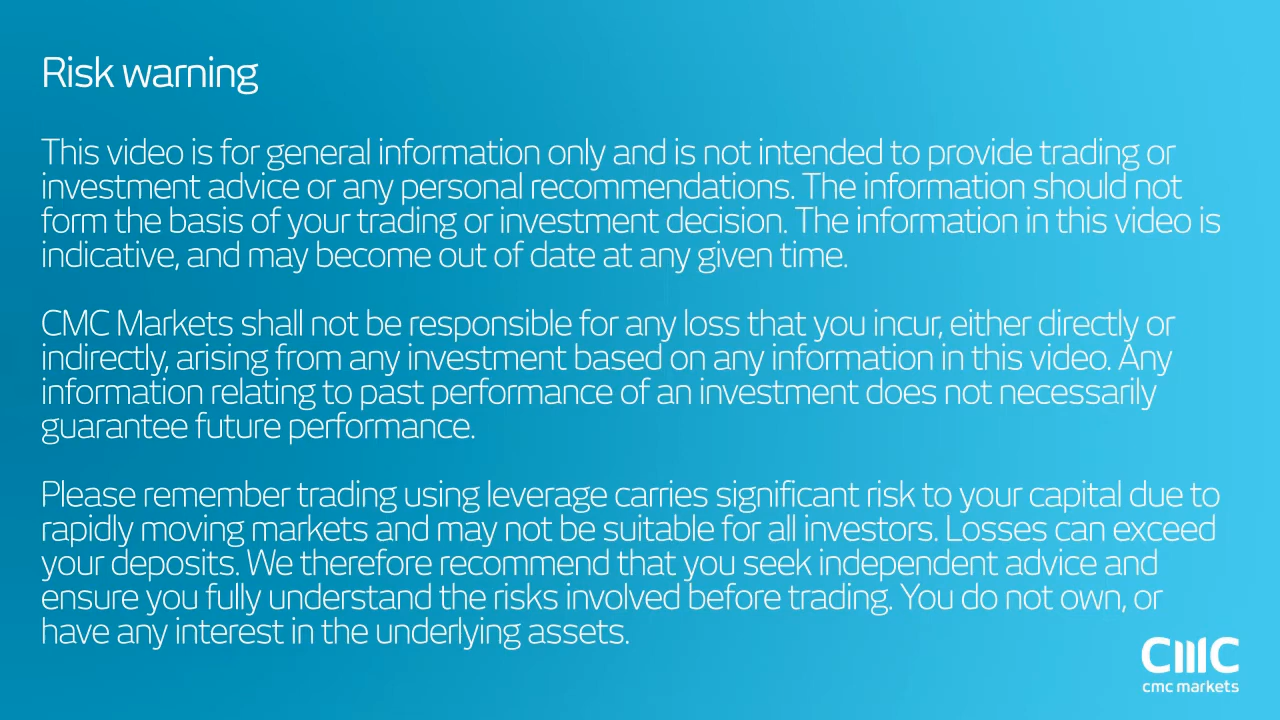 Risk warning
This video is for general information only and is not intended to provide trading or
investment advice or any personal recommendations. The information should not
form the basis of your trading or investment decision. The information in this video is
indicative, and may become out of date at any given time.
CMC Markets shall not be responsible for any loss that you incur, either directly or
indirectly, arising from any investment based on any information in this video. Any
information relating to past performance of an investment does not necessarily
guarantee future performance.
Please remember trading using leverage carries significant risk to your capital due to
rapidly moving markets and may not be suitable for all investors. Losses can exceed
your deposits. We therefore recommend that you seek independent advice and
ensure you fully understand the risks involved before trading. You do not own, or
have any interest in the underlying assets.
CMC
cmc markets